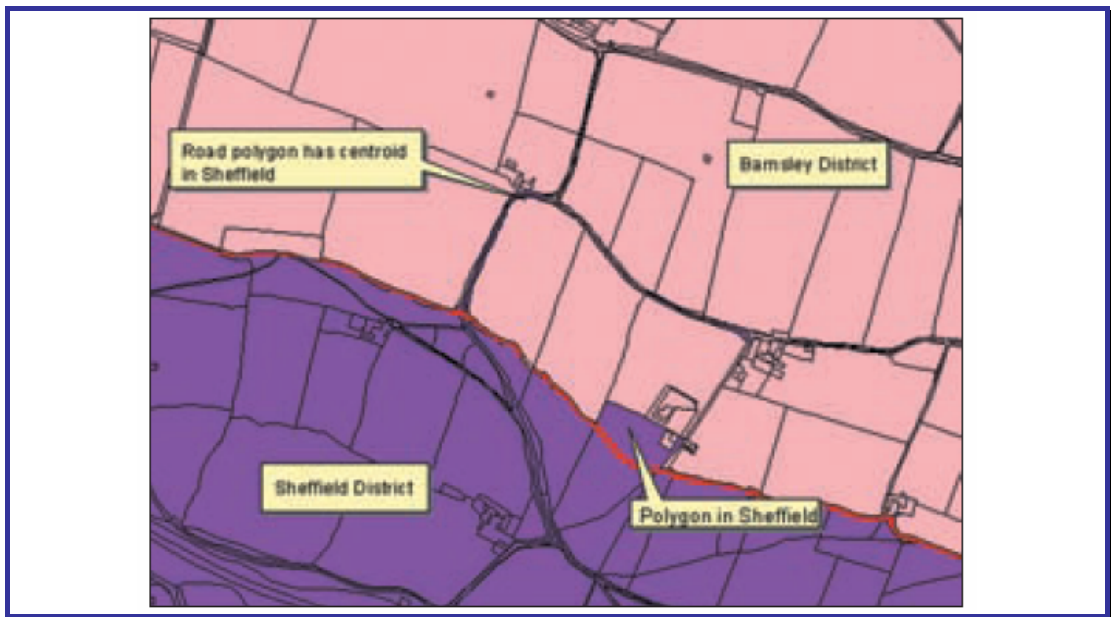 Road polygon has centroid
in Sheffield
Barnsley District
Sheffield District
Polygon in Sheffield